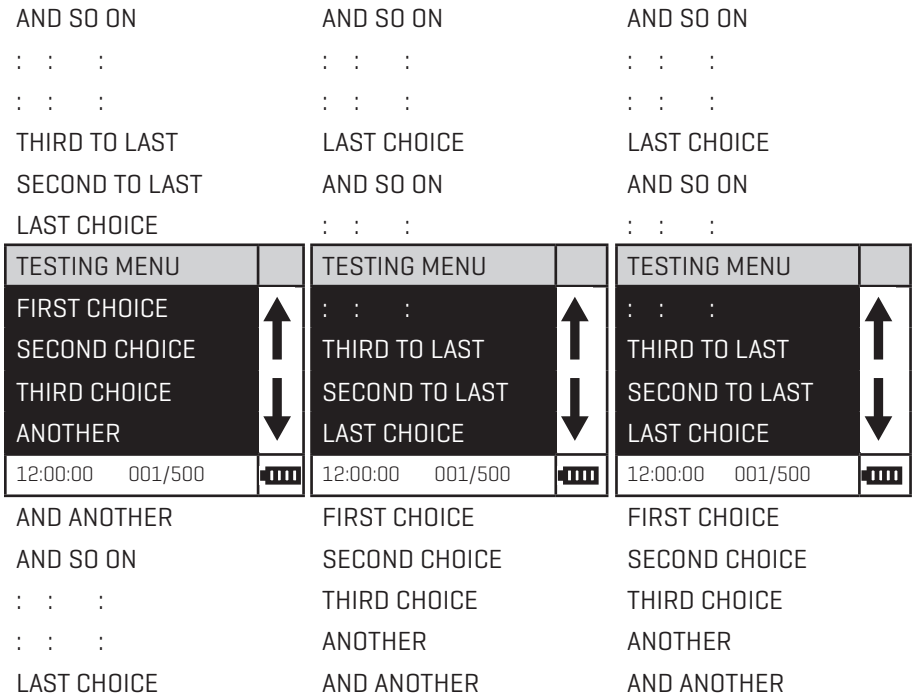 AND SO ON AND SO ON AND SO ON
: : : : : : : : :
: : : : : : : : :
THIRD TO LAST LAST CHOICE LAST CHOICE
SECOND TO LAST AND SO ON AND SO ON
LAST CHOICE : : : : : :
TESTING MENU TESTING MENU TESTING MENU
FIRST CHOICE : : : : : :
SECOND CHOICE THIRD TO LAST THIRD TO LAST
THIRD CHOICE SECOND TO LAST SECOND TO LAST
ANOTHER LAST CHOICE LAST CHOICE
12:00:00 001/500 12:00:00 001/500 12:00:00 001/500
AND ANOTHER FIRST CHOICE FIRST CHOICE
AND SO ON SECOND CHOICE SECOND CHOICE
: : : THIRD CHOICE THIRD CHOICE
: : : ANOTHER ANOTHER
LAST CHOICE AND ANOTHER AND ANOTHER